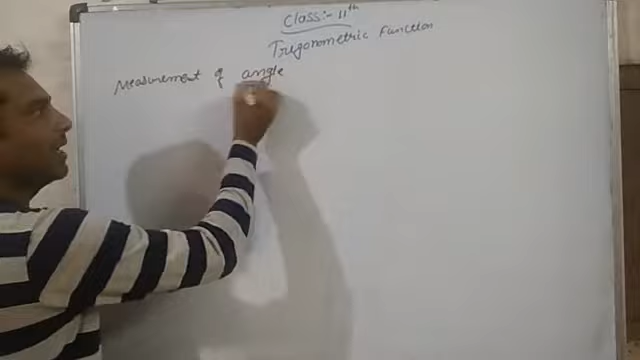 Class:- 11th
Trigonometric Function
Measurement of angle